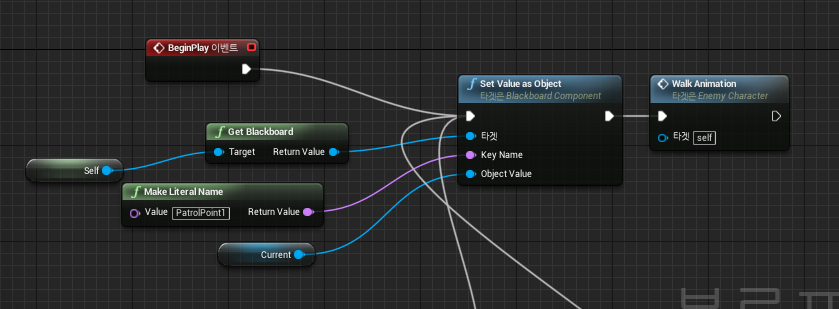 BeginPlay 이벤트
Set Value as Object
타겟은 Blackboard Component
타겟
Key Name
Object Value
Walk Animation
타겟은 Enemy Character
타겟 self
Get Blackboard
Target Return Value
Self
Make Literal Name
Value PatrolPoint1 Return Value
Current